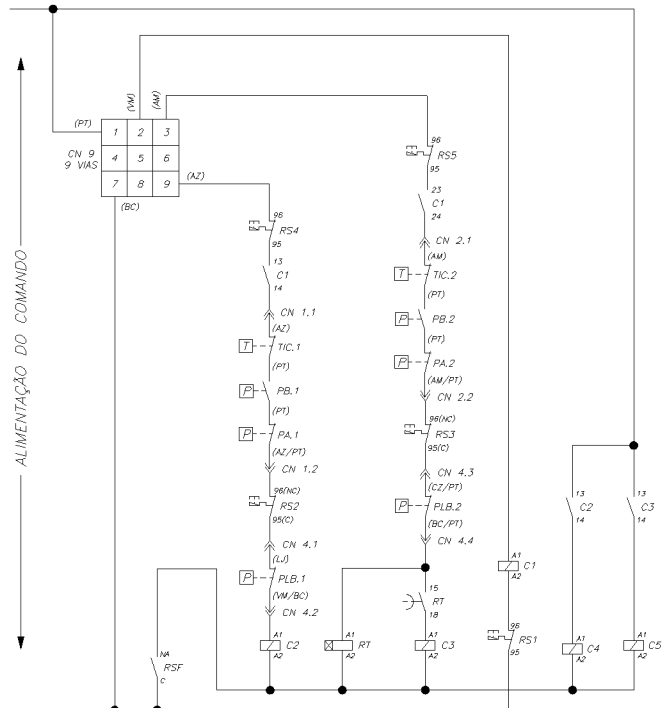 ALIMENTAÇÃO DO COMANDO
(PT)
(VM)
(AM)
CN 9
9 VIAS
1 2 3
4 5 6
7 8 9
(AZ)
(BC)
96
RS4
95
13
C1
14
CN 1.1
(AZ)
T
TIC.1
(PT)
P
PB.1
(PT)
P
PA.1
(AZ/PT)
CN 1.2
96(NC)
RS2
95(C)
CN 4.1
(LJ)
P
PLB.1
(VM/BC)
CN 4.2
A1
C2
A2
NA
RSF
C
96
RS5
95
23
C1
24
CN 2.1
(AM)
T
TIC.2
(PT)
P
PB.2
(PT)
P
PA.2
(AM/PT)
CN 2.2
96(NC)
RS3
95(C)
CN 4.3
(CZ/PT)
P
PLB.2
(BC/PT)
CN 4.4
15
RT
18
A1
RT
A2
A1
C3
A2
A1
C1
A2
96
RS1
95
13
C2
14
A1
C4
A2
13
C3
14
A1
C5
A2